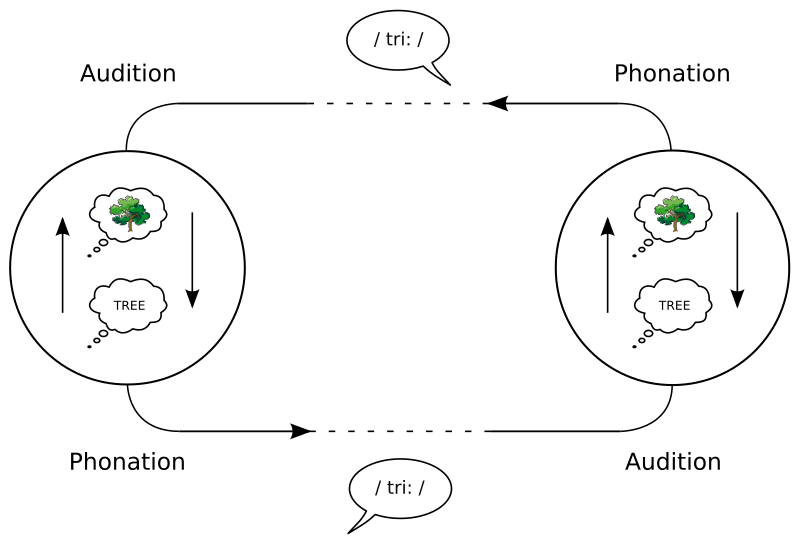 / tri: /
Audition
Phonation
TREE
TREE
Phonation
Audition
/ tri: /